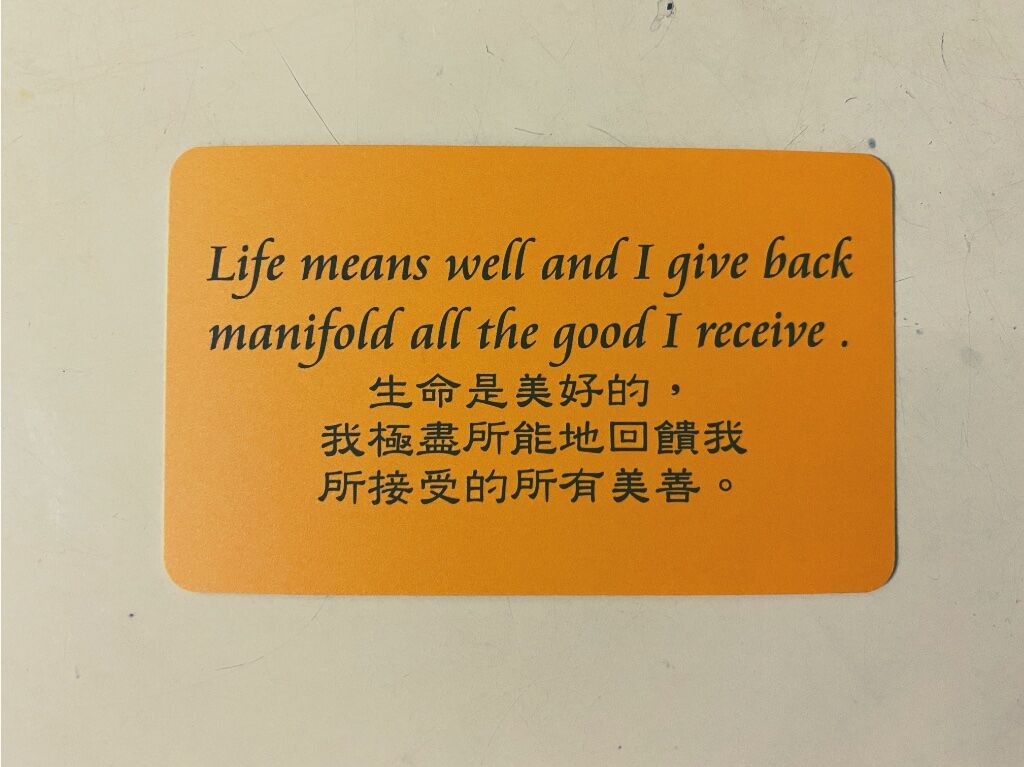 Life means well and I give back
manifold all the good I receive .
生命是美好的，
我極盡所能地回饋我
所接受的所有美善。